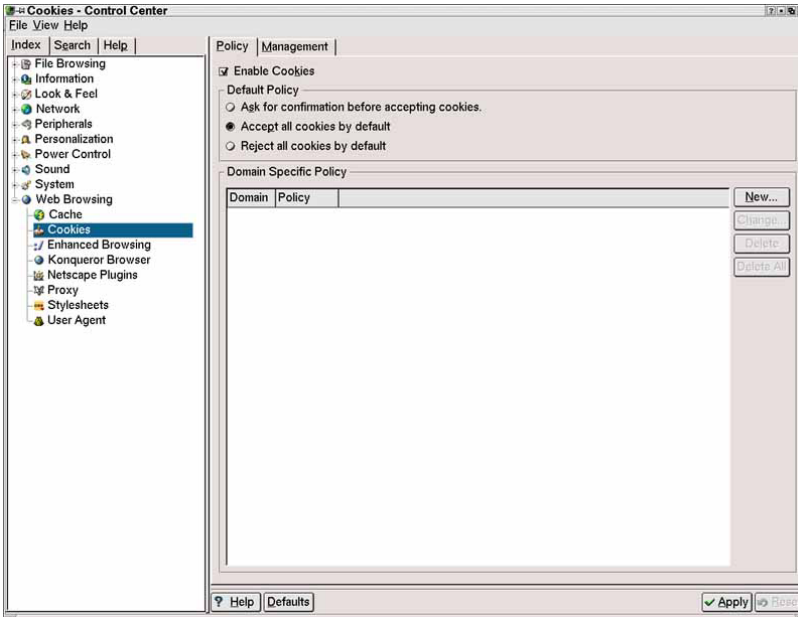 Cookies - Control Center
File View Help
Index Search Help
File Browsing
Information
Look & Feel
Network
Peripherals
Personalization
Power Control
Sound
System
Web Browsing
Cache
Cookies
Enhanced Browsing
Konqueror Browser
Netscape Plugins
Proxy
Stylesheets
User Agent
Policy Management
Enable Cookies
Default Policy
Ask for confirmation before accepting cookies.
Accept all cookies by default
Reject all cookies by default
Domain Specific Policy
Domain Policy
New...
Change...
Delete
Delete All
? Help Defaults
Apply Rese